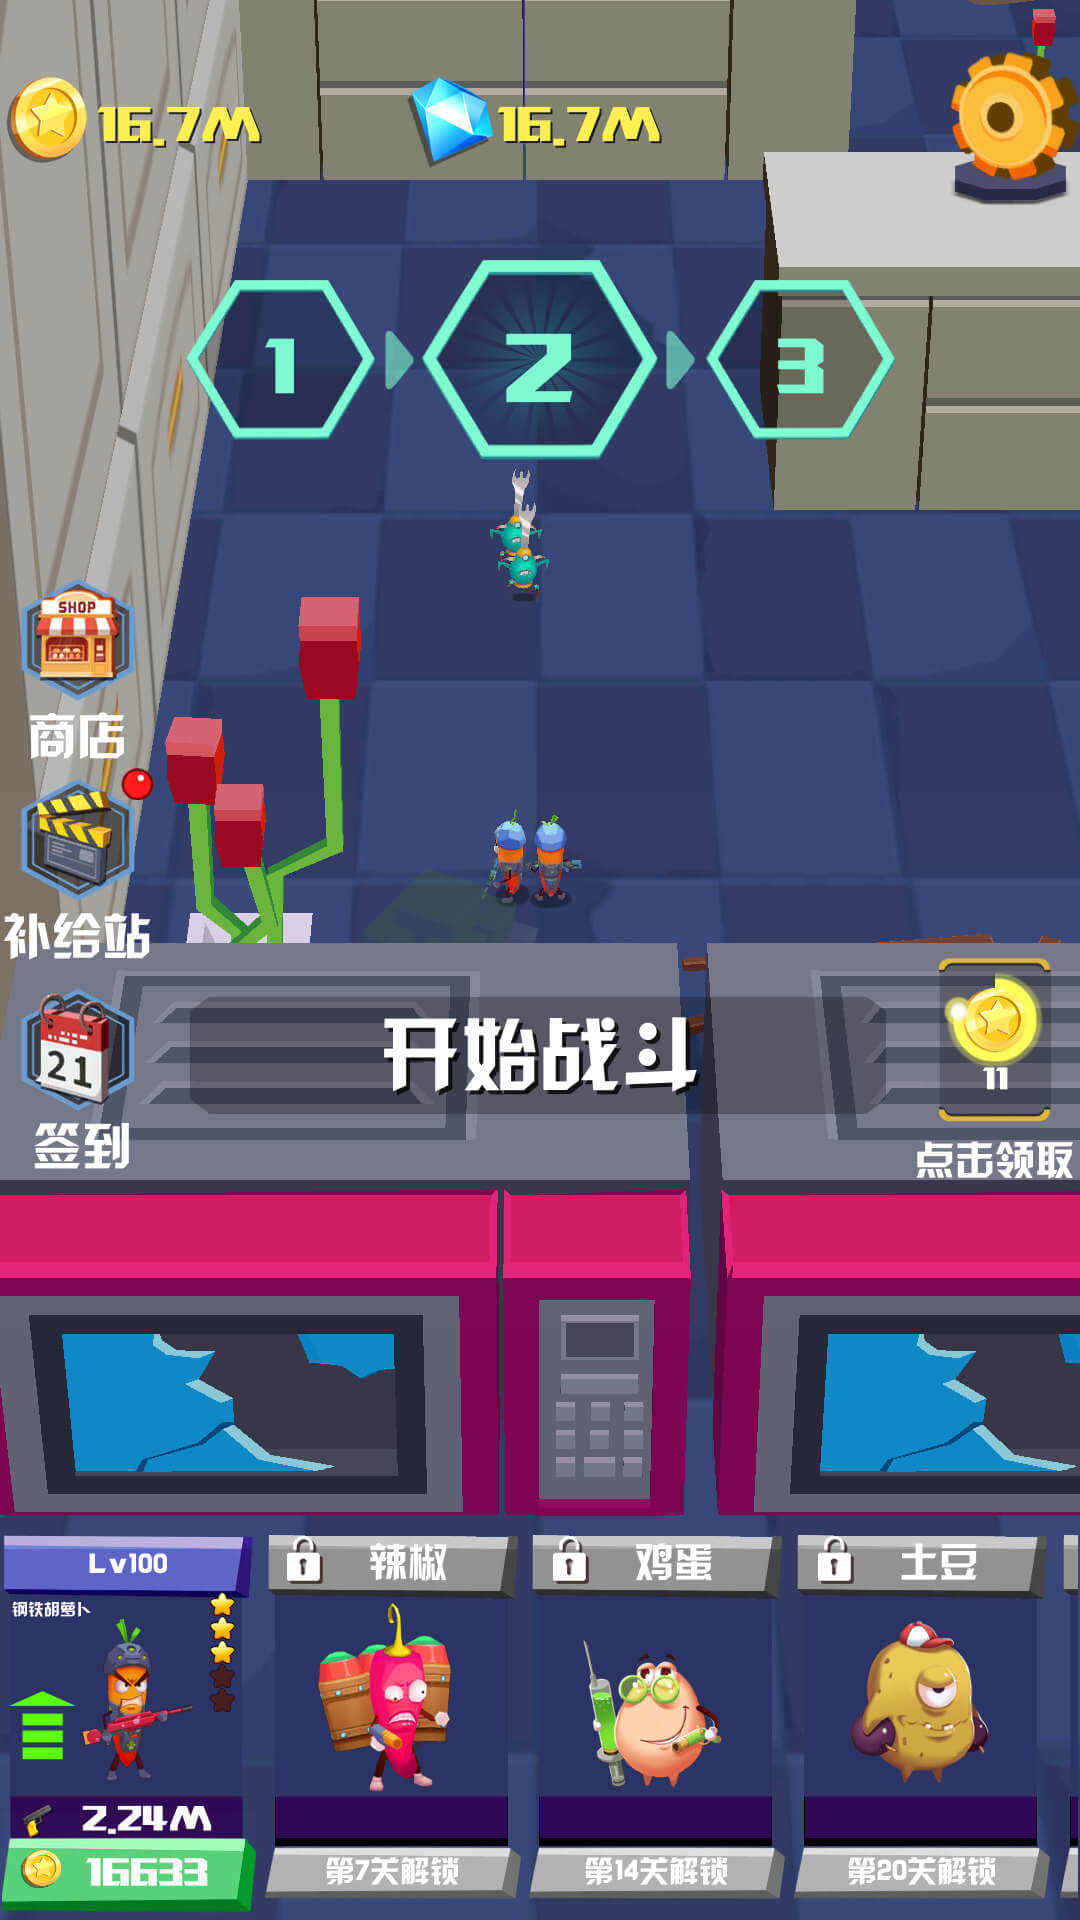 16.7M
16.7M
1
2
3
SHOP
商店
补给站
21
签到
开始战斗
11
点击领取
Lv100
钢铁胡萝卜
2.24M
16633
辣椒
第7关解锁
鸡蛋
第14关解锁
土豆
第20关解锁